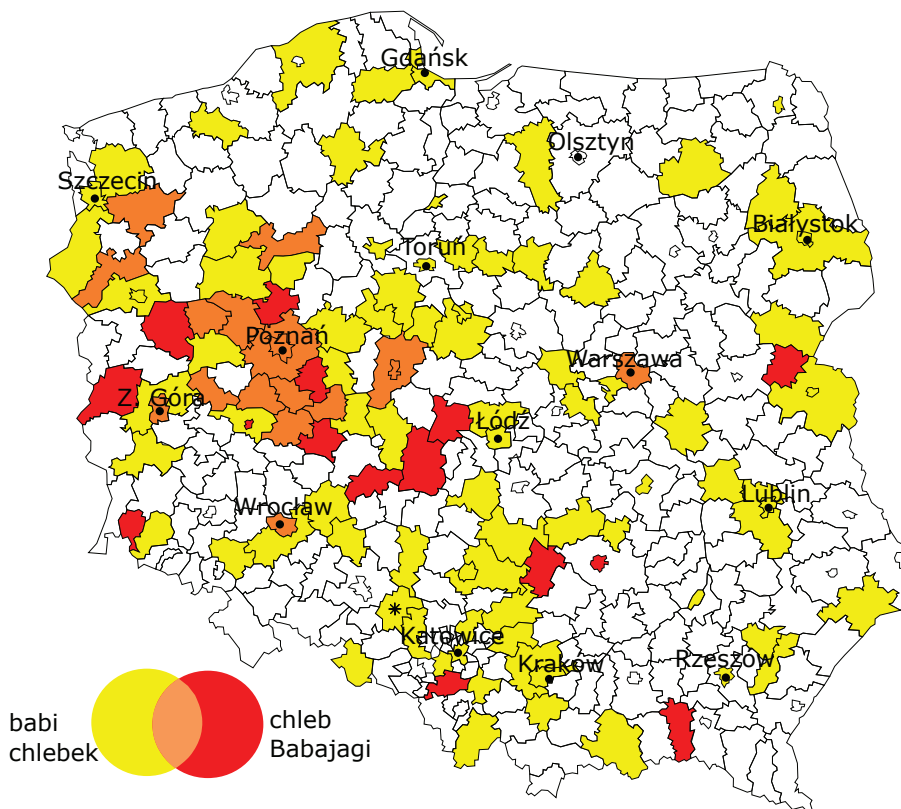 Gdańsk
Olsztyn
Szczecin
Białystok
Toruń
Poznań
Warszawa
Z. Góra
Łódź
Lublin
Wrocław
Katowice
Kraków
Rzeszów
babi
chlebek
chleb
Babajagi